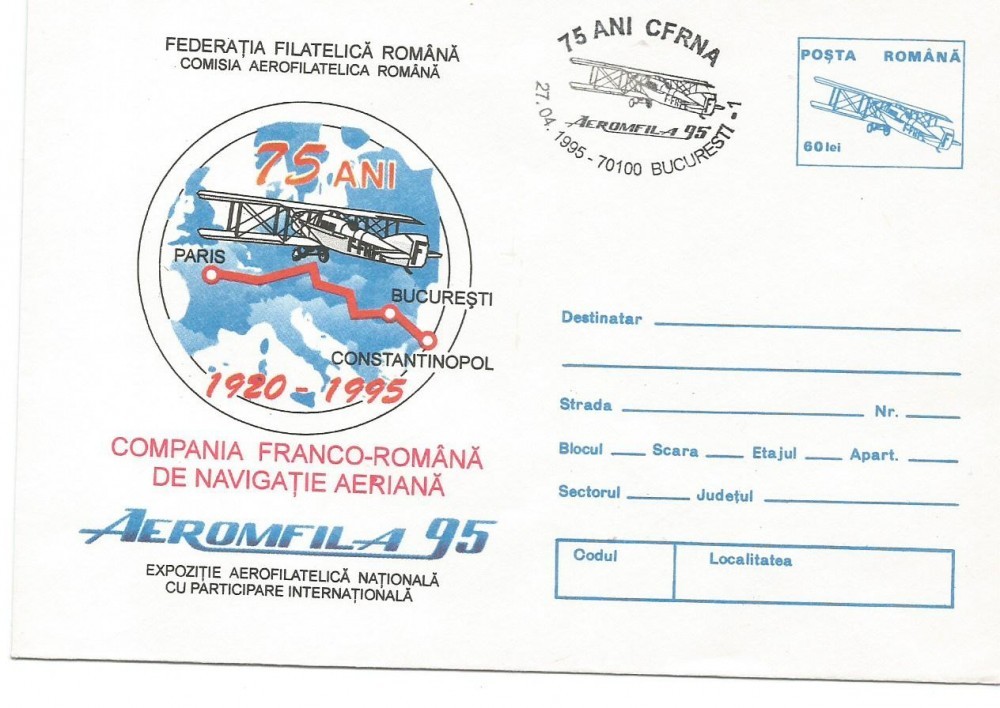 FEDERAȚIA FILATELICĂ ROMÂNĂ
COMISIA AEROFILATELICA ROMÂNĂ
75 ANI
F
PARIS
BUCUREȘTI
CONSTANTINOPOL
1920 - 1995
COMPANIA FRANCO-ROMÂNĂ
DE NAVIGAȚIE AERIANĂ
AEROMFILA 95
EXPOZIȚIE AEROFILATELICĂ NAȚIONALĂ
CU PARTICIPARE INTERNAȚIONALĂ
75 ANI CFRNA
AEROMFILA 95
27.04.1995 - 70100 BUCUREȘTI - 1
POȘTA ROMÂNĂ
60 lei
Destinatar
Strada Nr.
Blocul Scara Etajul Apart.
Sectorul Județul
Codul Localitatea